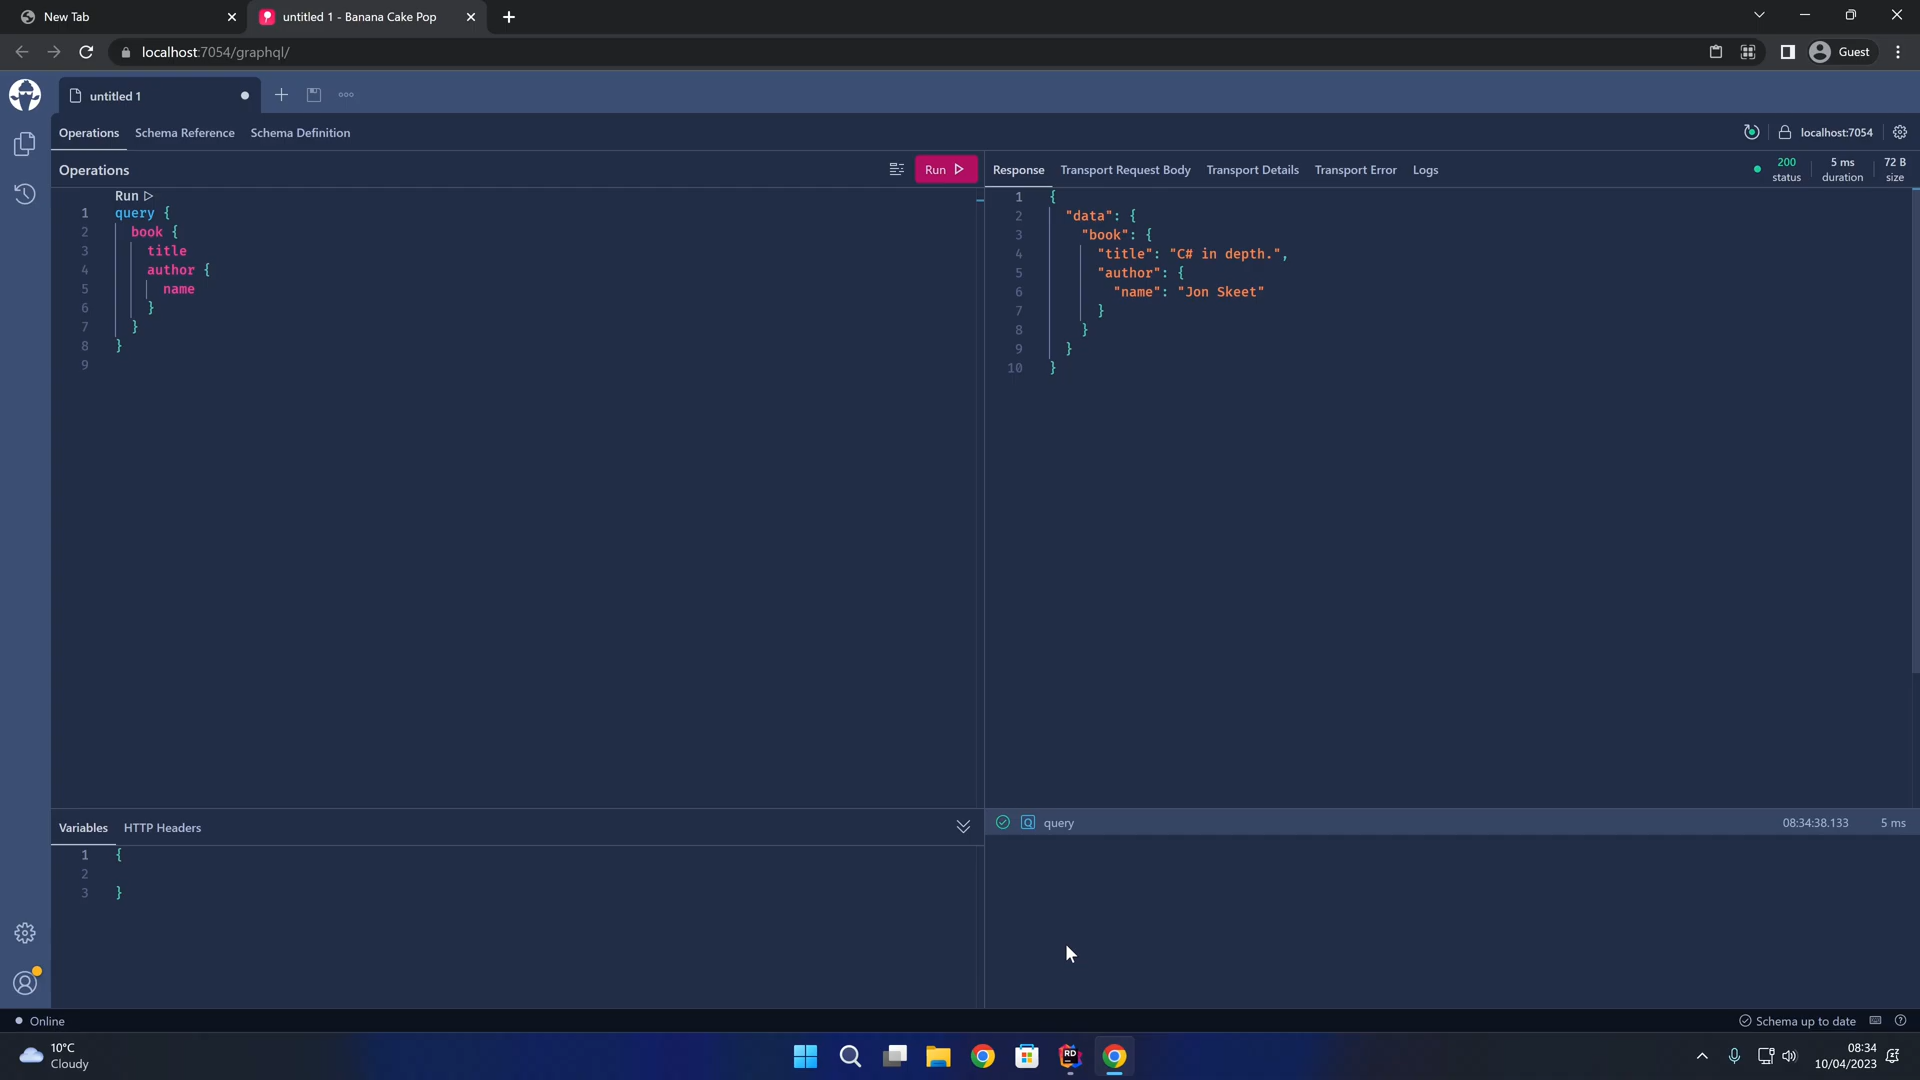 New Tab
untitled 1 - Banana Cake Pop
localhost:7054/graphql/
Guest
untitled 1
Operations Schema Reference Schema Definition
localhost:7054
Operations
Run
Response Transport Request Body Transport Details Transport Error Logs
200 status
5 ms duration
72 B size
Run
1 query {
2 book {
3 title
4 author {
5 name
6 }
7 }
8 }
9
1 {
2 "data": {
3 "book": {
4 "title": "C# in depth.",
5 "author": {
6 "name": "Jon Skeet"
7 }
8 }
9 }
10 }
Variables HTTP Headers
1 {
2
3 }
Q query 08:34:38.133 5 ms
Online
Schema up to date
10°C
Cloudy
RD
08:34
10/04/2023